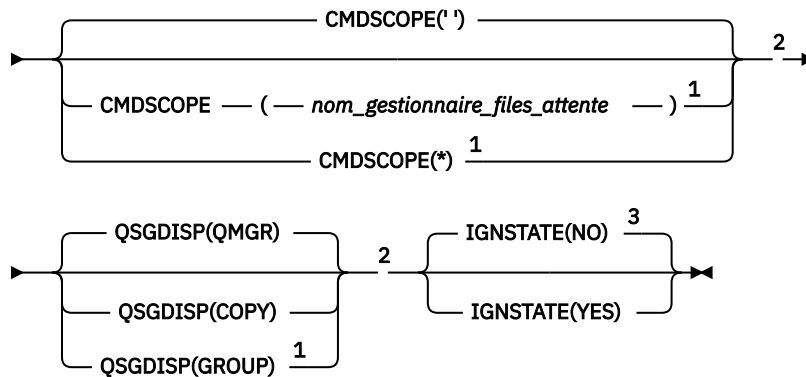 CMDSCOPE(' ')
2
CMDSCOPE ( nom_gestionnaire_files_attente ) 1
CMDSCOPE(*) 1
QSGDISP(QMGR) 2 IGNSTATE(NO) 3
QSGDISP(COPY) IGNSTATE(YES)
QSGDISP(GROUP) 1